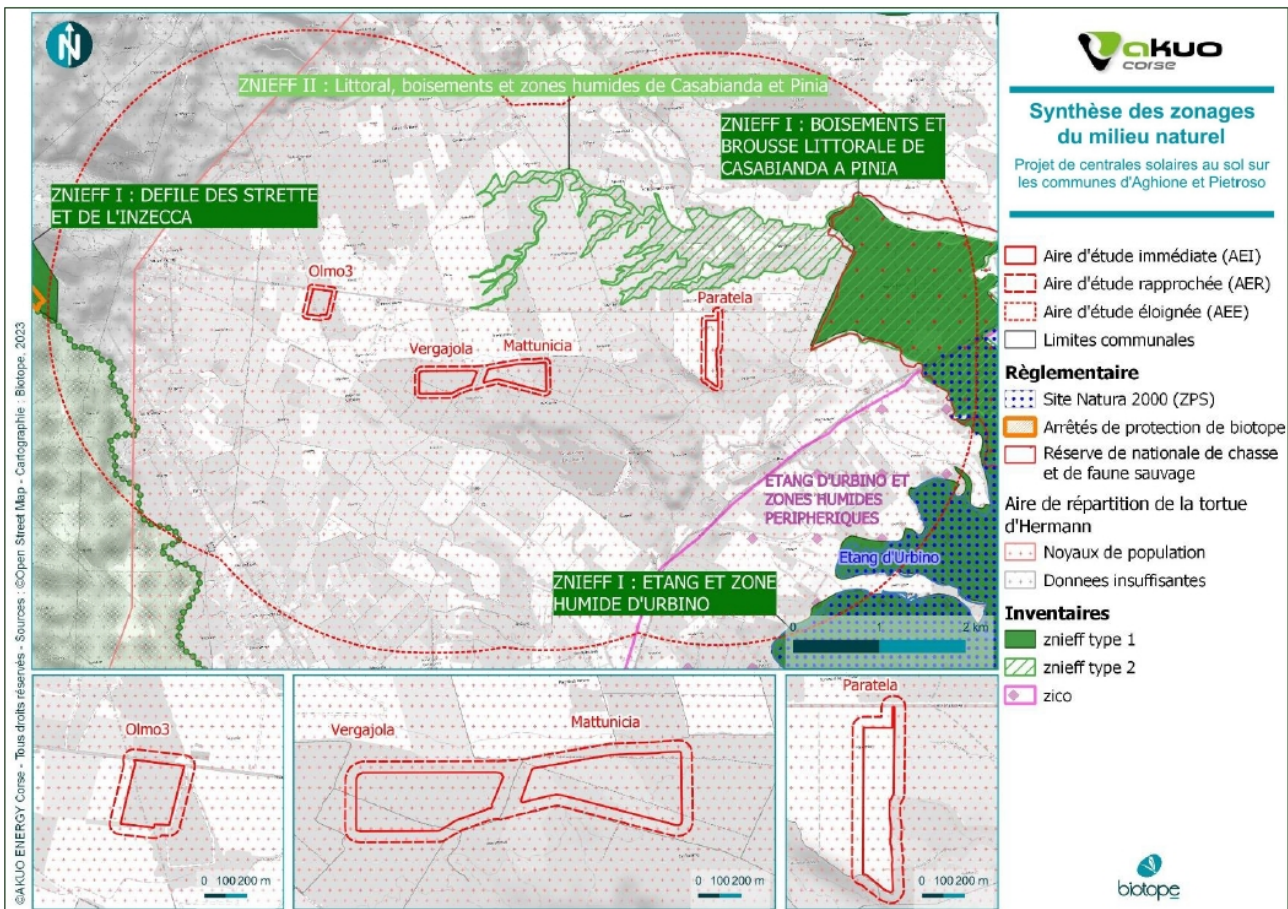 N
ZNIEFF II : Littoral, boisements et zones humides de Casabianda et Pinia
ZNIEFF I : BOISEMENTS ET
BROUSSE LITTORALE DE
CASABIANDA A PINIA
ZNIEFF I : DEFILE DES STRETTE
ET DE L'INZECCA
Olmo3
Paratela
Vergajola
Mattunicia
ETANG D'URBINO ET
ZONES HUMIDES
PERIPHERIQUES
Etang d'Urbino
ZNIEFF I : ETANG ET ZONE
HUMIDE D'URBINO
0 1 2 km
Olmo3
0 100 200 m
Vergajola
Mattunicia
0 100 200 m
Paratela
0 100 200 m
©AKUO ENERGY Corse - Tous droits réservés - Sources : ©Open Street Map - Cartographie : Biotope, 2023
akuo
corse
Synthèse des zonages
du milieu naturel
Projet de centrales solaires au sol sur
les communes d'Aghione et Pietroso
Aire d'étude immédiate (AEI)
Aire d'étude rapprochée (AER)
Aire d'étude éloignée (AEE)
Limites communales
Règlementaire
Site Natura 2000 (ZPS)
Arrêtés de protection de biotope
Réserve de nationale de chasse
et de faune sauvage
Aire de répartition de la tortue
d'Hermann
Noyaux de population
Donnees insuffisantes
Inventaires
znieff type 1
znieff type 2
zico
biotope